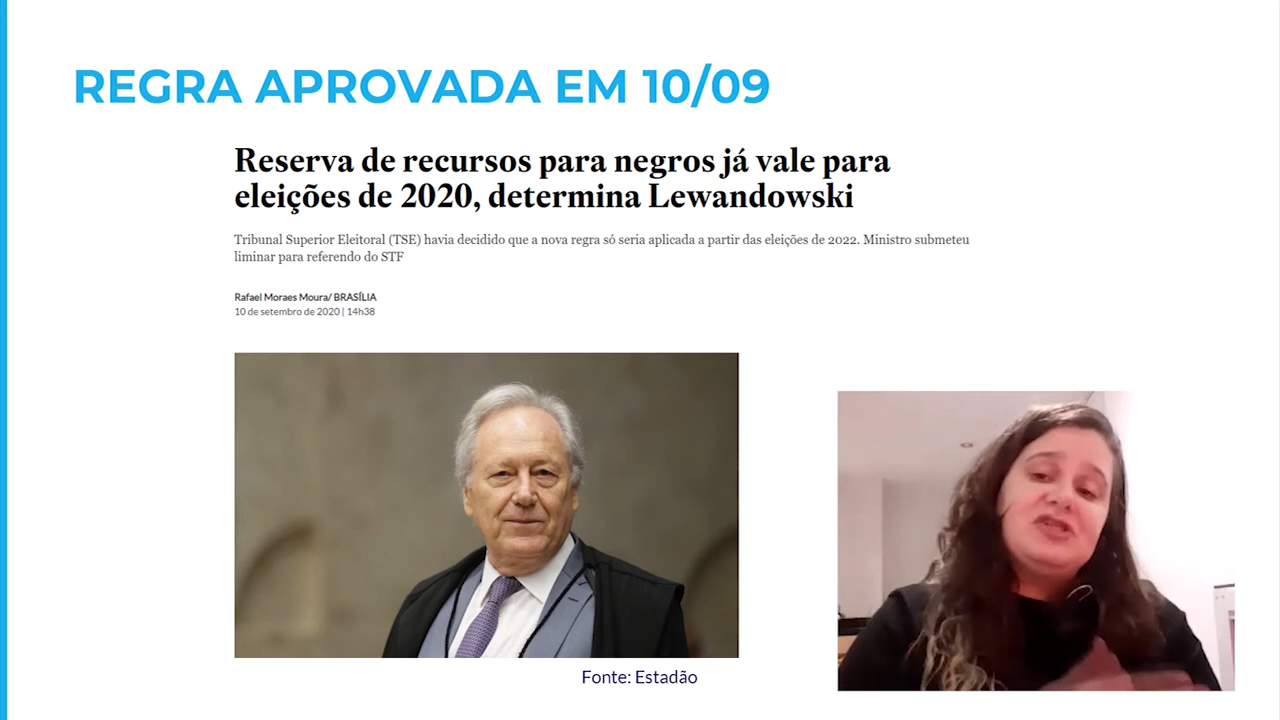 REGRA APROVADA EM 10/09
Reserva de recursos para negros já vale para
eleições de 2020, determina Lewandowski
Tribunal Superior Eleitoral (TSE) havia decidido que a nova regra só seria aplicada a partir das eleições de 2022. Ministro submeteu
liminar para referendo do STF
Rafael Moraes Moura/ BRASÍLIA
10 de setembro de 2020 | 14h38
Fonte: Estadão